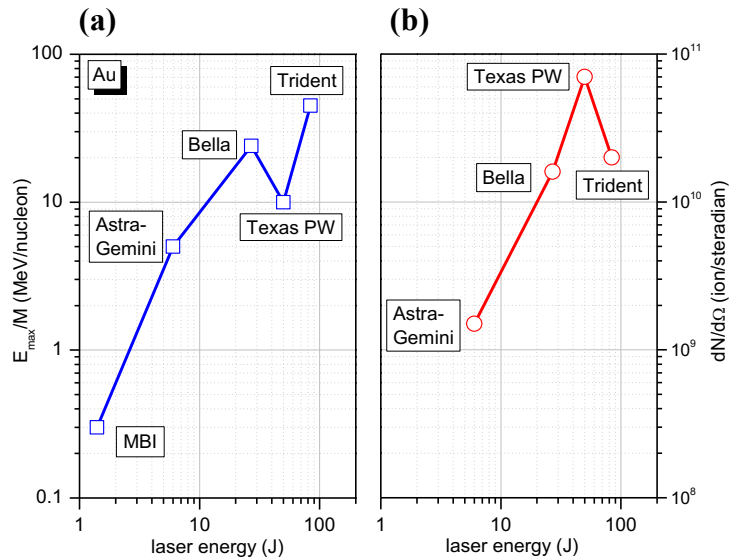 (a)
Au
100
10
1
0.1
E_max/M (MeV/nucleon)
Trident
Bella
Astra-
Gemini
Texas PW
MBI
1
10
100
laser energy (J)
(b)
Texas PW
Bella
Trident
Astra-
Gemini
10^11
10^10
10^9
10^8
dN/dΩ (ion/steradian)
1
10
100
laser energy (J)